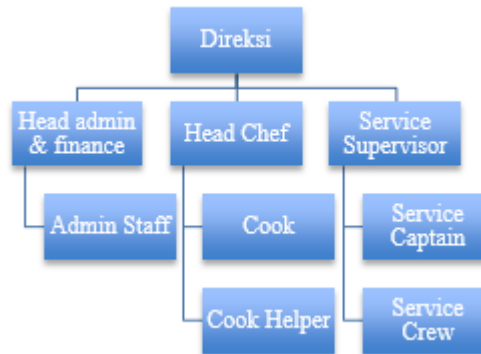 Direksi
Head admin
& finance
Head Chef
Service
Supervisor
Admin Staff
Cook
Service
Captain
Cook Helper
Service
Crew